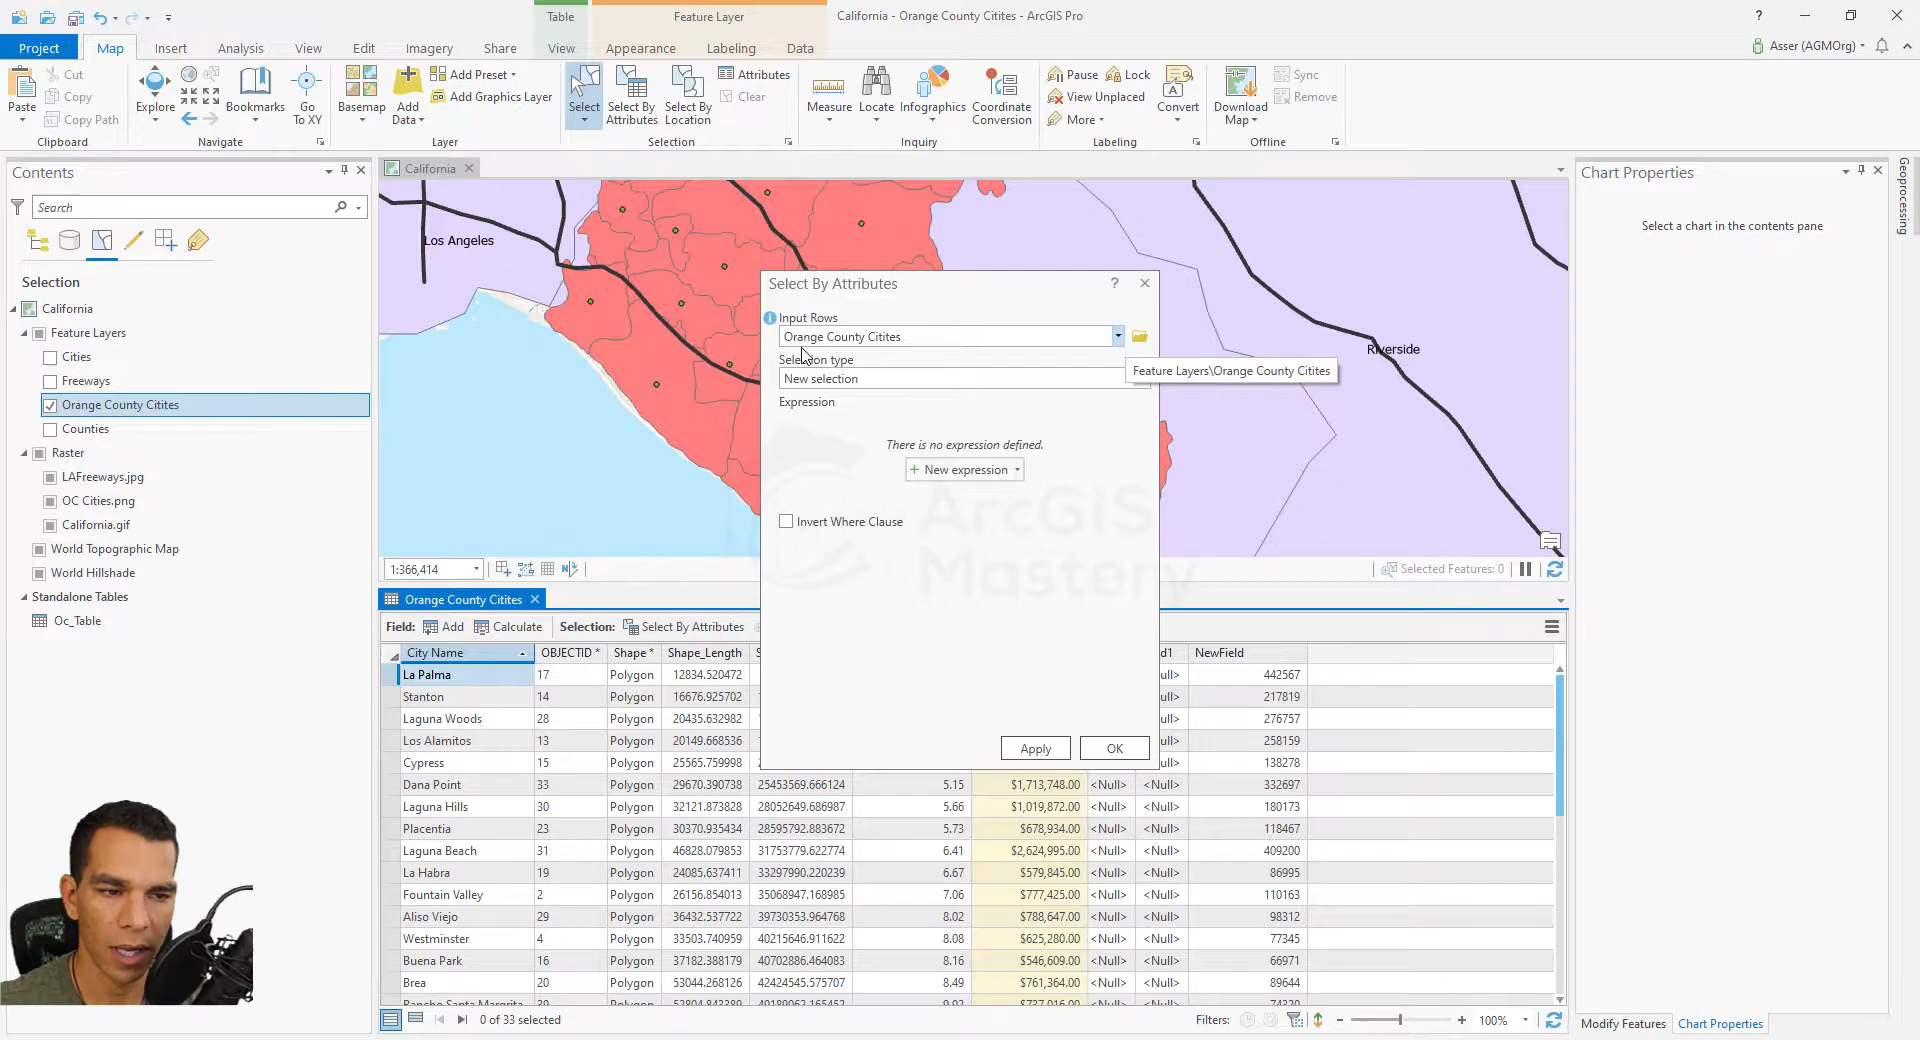 Table
Feature Layer
California - Orange County Citites - ArcGIS Pro
?
Project
Map
Insert
Analysis
View
Edit
Imagery
Share
View
Appearance
Labeling
Data
Asser (AGMOrg)
Paste
Cut
Copy
Copy Path
Clipboard
Explore
Bookmarks
Go To XY
Navigate
Basemap
Add Data
Add Preset
Add Graphics Layer
Layer
Select
Select By Attributes
Select By Location
Attributes
Clear
Selection
Measure
Locate
Infographics
Coordinate Conversion
Inquiry
Pause
Lock
View Unplaced
More
Convert
Labeling
Download Map
Sync
Remove
Offline
Contents
Search
Selection
California
Feature Layers
Cities
Freeways
Orange County Citites
Counties
Raster
LAFreeways.jpg
OC Cities.png
California.gif
World Topographic Map
World Hillshade
Standalone Tables
Oc_Table
California
Los Angeles
Riverside
1:366,414
Selected Features: 0
Select By Attributes
?
Input Rows
Orange County Citites
Selection type
New selection
Feature Layers\Orange County Citites
Expression
There is no expression defined.
New expression
Invert Where Clause
ArcGIS
Mastery
Apply
OK
Chart Properties
Select a chart in the contents pane
Geoprocessing
Orange County Citites
Field: Add Calculate Selection: Select By Attributes
City Name OBJECTID * Shape * Shape_Length S d1 NewField
La Palma 17 Polygon 12834.520472 ull> 442567
Stanton 14 Polygon 16676.925702 ull> 217819
Laguna Woods 28 Polygon 20435.632982 ull> 276757
Los Alamitos 13 Polygon 20149.668536 ull> 258159
Cypress 15 Polygon 25565.759998 ull> 138278
Dana Point 33 Polygon 29670.390738 25453569.666124 5.15 $1,713,748.00 <Null> <Null> 332697
Laguna Hills 30 Polygon 32121.873828 28052649.686987 5.66 $1,019,872.00 <Null> <Null> 180173
Placentia 23 Polygon 30370.935434 28595792.883672 5.73 $678,934.00 <Null> <Null> 118467
Laguna Beach 31 Polygon 46828.079853 31753779.622774 6.41 $2,624,995.00 <Null> <Null> 409200
La Habra 19 Polygon 24085.637411 33297990.220239 6.67 $579,845.00 <Null> <Null> 86995
Fountain Valley 2 Polygon 26156.854013 35068947.168985 7.06 $777,425.00 <Null> <Null> 110163
Aliso Viejo 29 Polygon 36432.537722 39730353.964768 8.02 $788,647.00 <Null> <Null> 98312
Westminster 4 Polygon 33503.740959 40215646.911622 8.08 $625,280.00 <Null> <Null> 77345
Buena Park 16 Polygon 37182.388179 40702886.464083 8.16 $546,609.00 <Null> <Null> 66971
Brea 20 Polygon 53044.268126 42424545.575707 8.49 $761,364.00 <Null> <Null> 89644
0 of 33 selected
Filters:
100%
Modify Features
Chart Properties